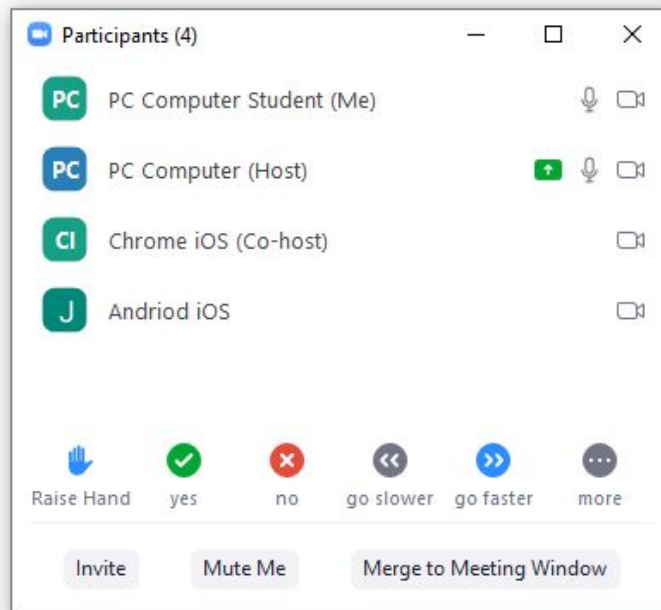 Participants (4)
PC PC Computer Student (Me)
PC PC Computer (Host)
CI Chrome iOS (Co-host)
J Andriod iOS
Raise Hand yes no go slower go faster more
Invite Mute Me Merge to Meeting Window